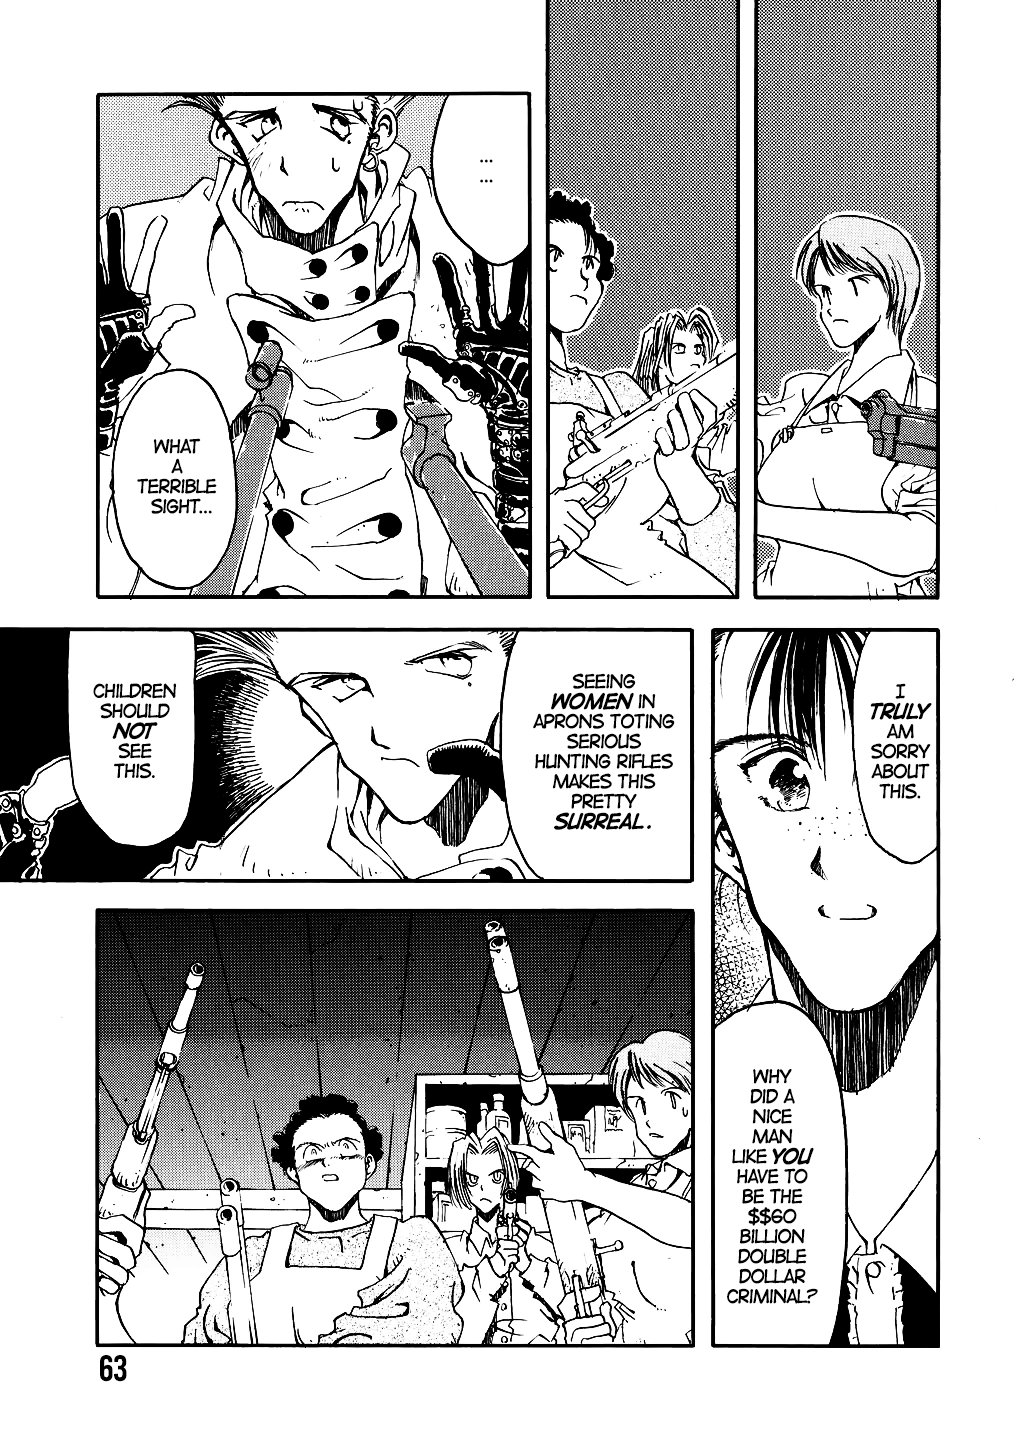 ...
...
WHAT
A
TERRIBLE
SIGHT...
I
TRULY
AM
SORRY
ABOUT
THIS.
WHY
DID A
NICE
MAN
LIKE YOU
HAVE TO
BE THE
$$60
BILLION
DOUBLE
DOLLAR
CRIMINAL?
SEEING
WOMEN IN
APRONS TOTING
SERIOUS
HUNTING RIFLES
MAKES THIS
PRETTY
SURREAL.
CHILDREN
SHOULD
NOT
SEE
THIS.
63